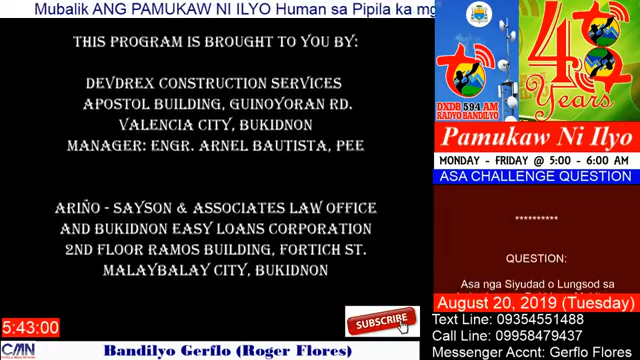 Mubalik ANG PAMUKAW NI ILYO Human sa Pipila ka mg
THIS PROGRAM IS BROUGHT TO YOU BY:
DEVDREX CONSTRUCTION SERVICES
APOSTOL BUILDING, GUINOYORAN RD.
VALENCIA CITY, BUKIDNON
MANAGER: ENGR. ARNEL BAUTISTA, PEE
ARIÑO - SAYSON & ASSOCIATES LAW OFFICE
AND BUKIDNON EASY LOANS CORPORATION
2ND FLOOR RAMOS BUILDING, FORTICH ST.
MALAYBALAY CITY, BUKIDNON
SUBSCRIBE
5:43:00
CMN
Bandilyo Gerflo (Roger Flores)
DXDB 594 AM
RADYO BANDILYO
48
Years
Pamukaw Ni Ilyo
MONDAY - FRIDAY @ 5:00 - 6:00 AM
ASA CHALLENGE QUESTION
**********
QUESTION:
Asa nga Siyudad o Lungsod sa
August 20, 2019 (Tuesday)
Text Line: 09354551488
Call Line: 09958479437
Messenger Accnt: Gerflo Flores